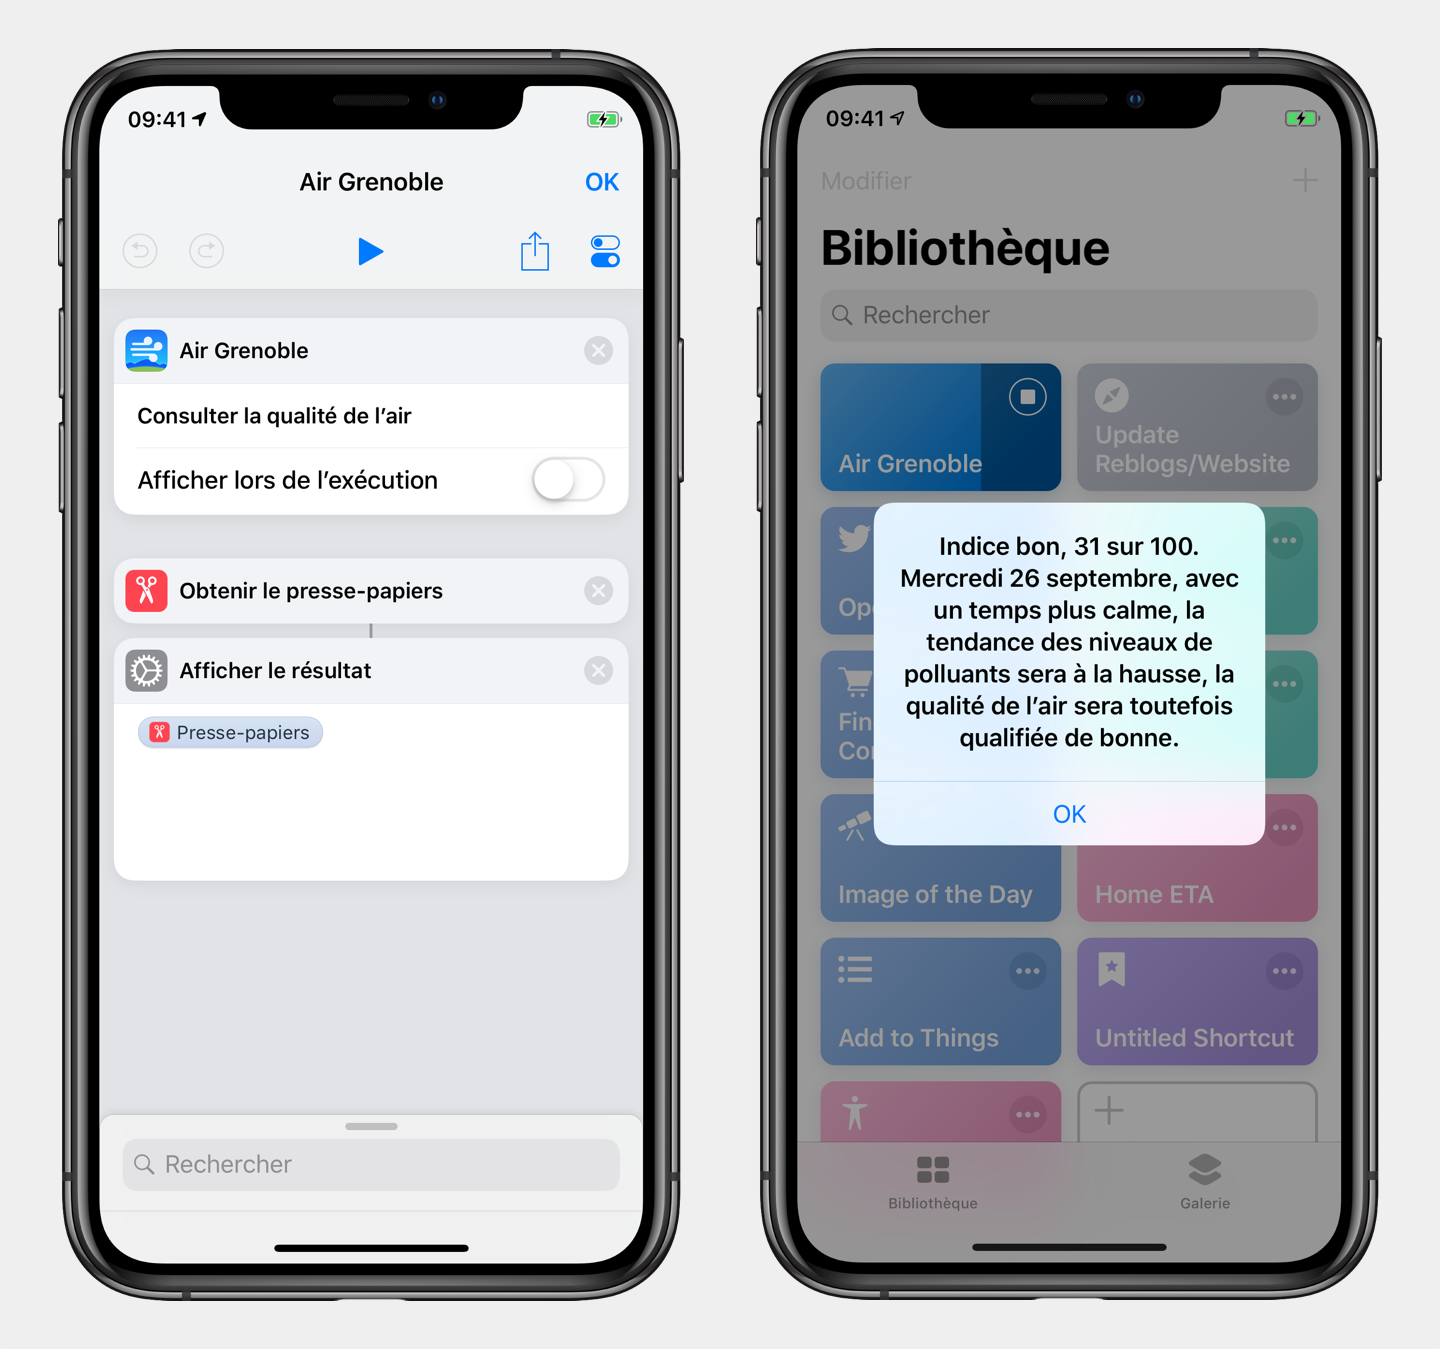 09:41
Air Grenoble
OK
Air Grenoble
Consulter la qualité de l’air
Afficher lors de l’exécution
Obtenir le presse-papiers
Afficher le résultat
Presse-papiers
Rechercher
09:41
Modifier
Bibliothèque
Rechercher
Air Grenoble
Update
Reblogs/Website
Op
Fin
Co
Indice bon, 31 sur 100.
Mercredi 26 septembre, avec
un temps plus calme, la
tendance des niveaux de
polluants sera à la hausse, la
qualité de l’air sera toutefois
qualifiée de bonne.
OK
Image of the Day
Home ETA
Add to Things
Untitled Shortcut
Bibliothèque
Galerie